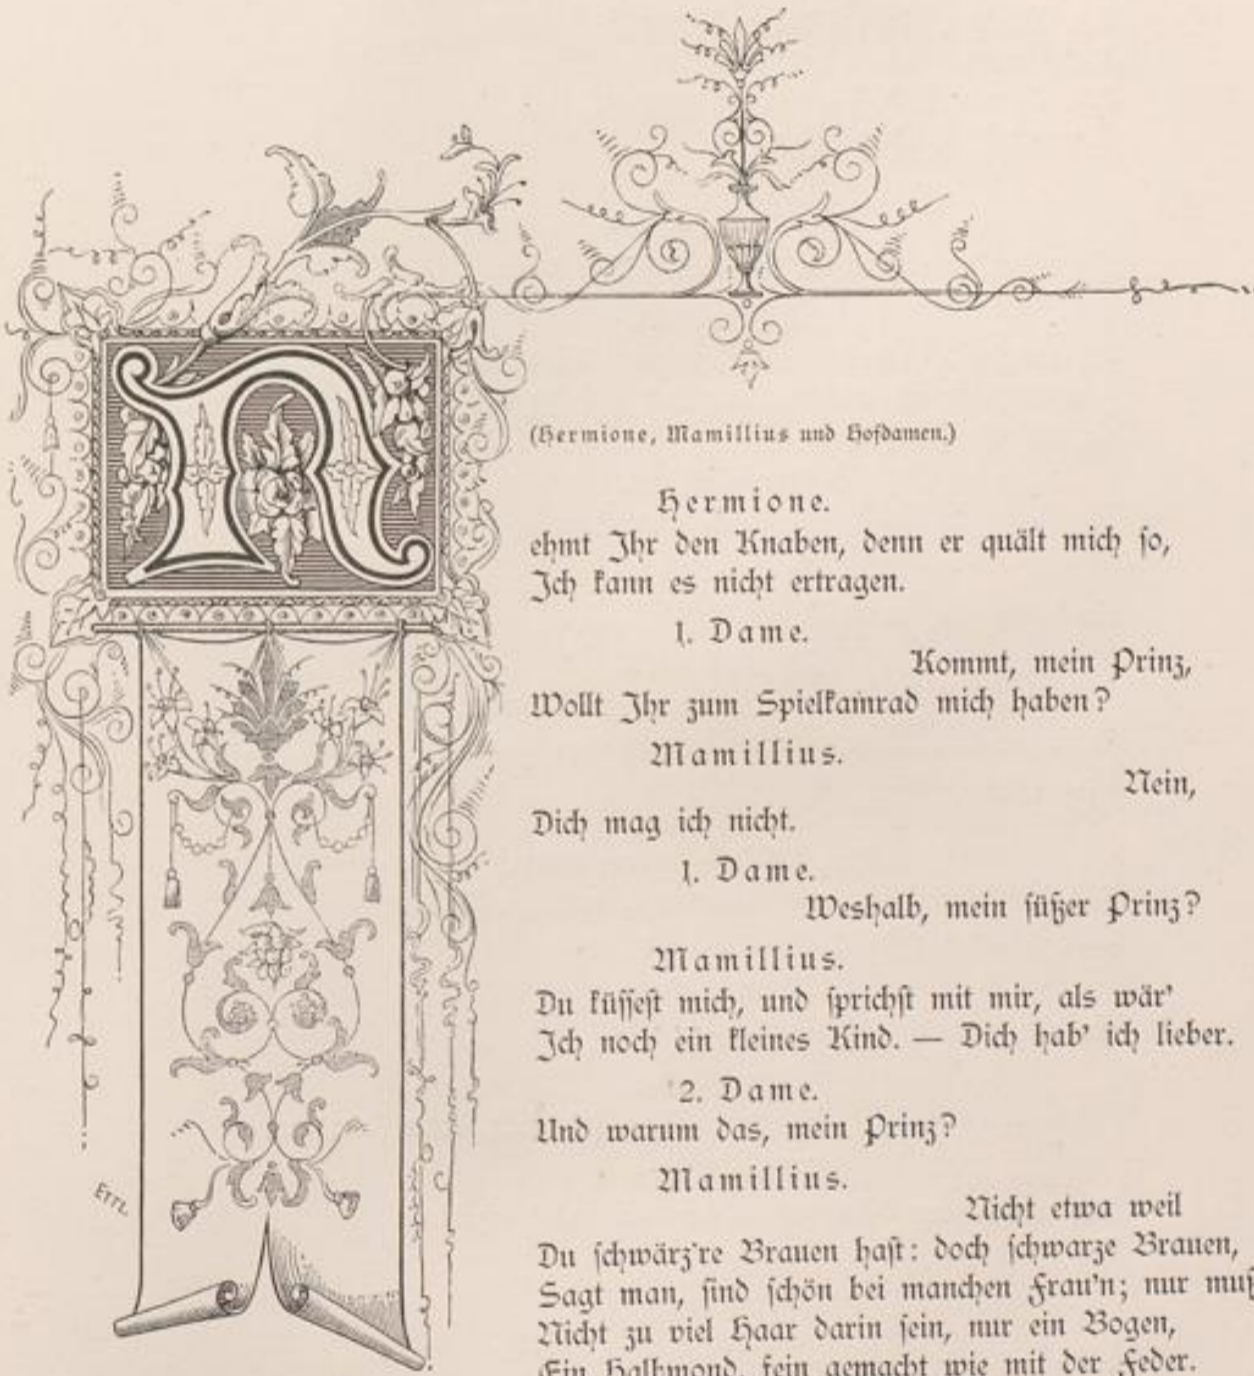 (Hermione, Mamillius und Hofdamen.)
Hermione.
Nehmt Ihr den Knaben, denn er quält mich so,
Ich kann es nicht ertragen.
1. Dame.
Kommt, mein Prinz,
Wollt Ihr zum Spielkamrad mich haben?
Mamillius.
Nein,
Dich mag ich nicht.
1. Dame.
Weshalb, mein süßer Prinz?
Mamillius.
Du küssest mich, und sprichst mit mir, als wär'
Ich noch ein kleines Kind. — Dich hab' ich lieber.
2. Dame.
Und warum das, mein Prinz?
Mamillius.
Nicht etwa weil
Du schwärz're Brauen hast: doch schwarze Brauen,
Sagt man, sind schön bei manchen Frau'n; nur muß
Nicht zu viel Haar darin sein, nur ein Bogen,
Ein Halbmond, fein gemacht wie mit der Feder.
ETTL.